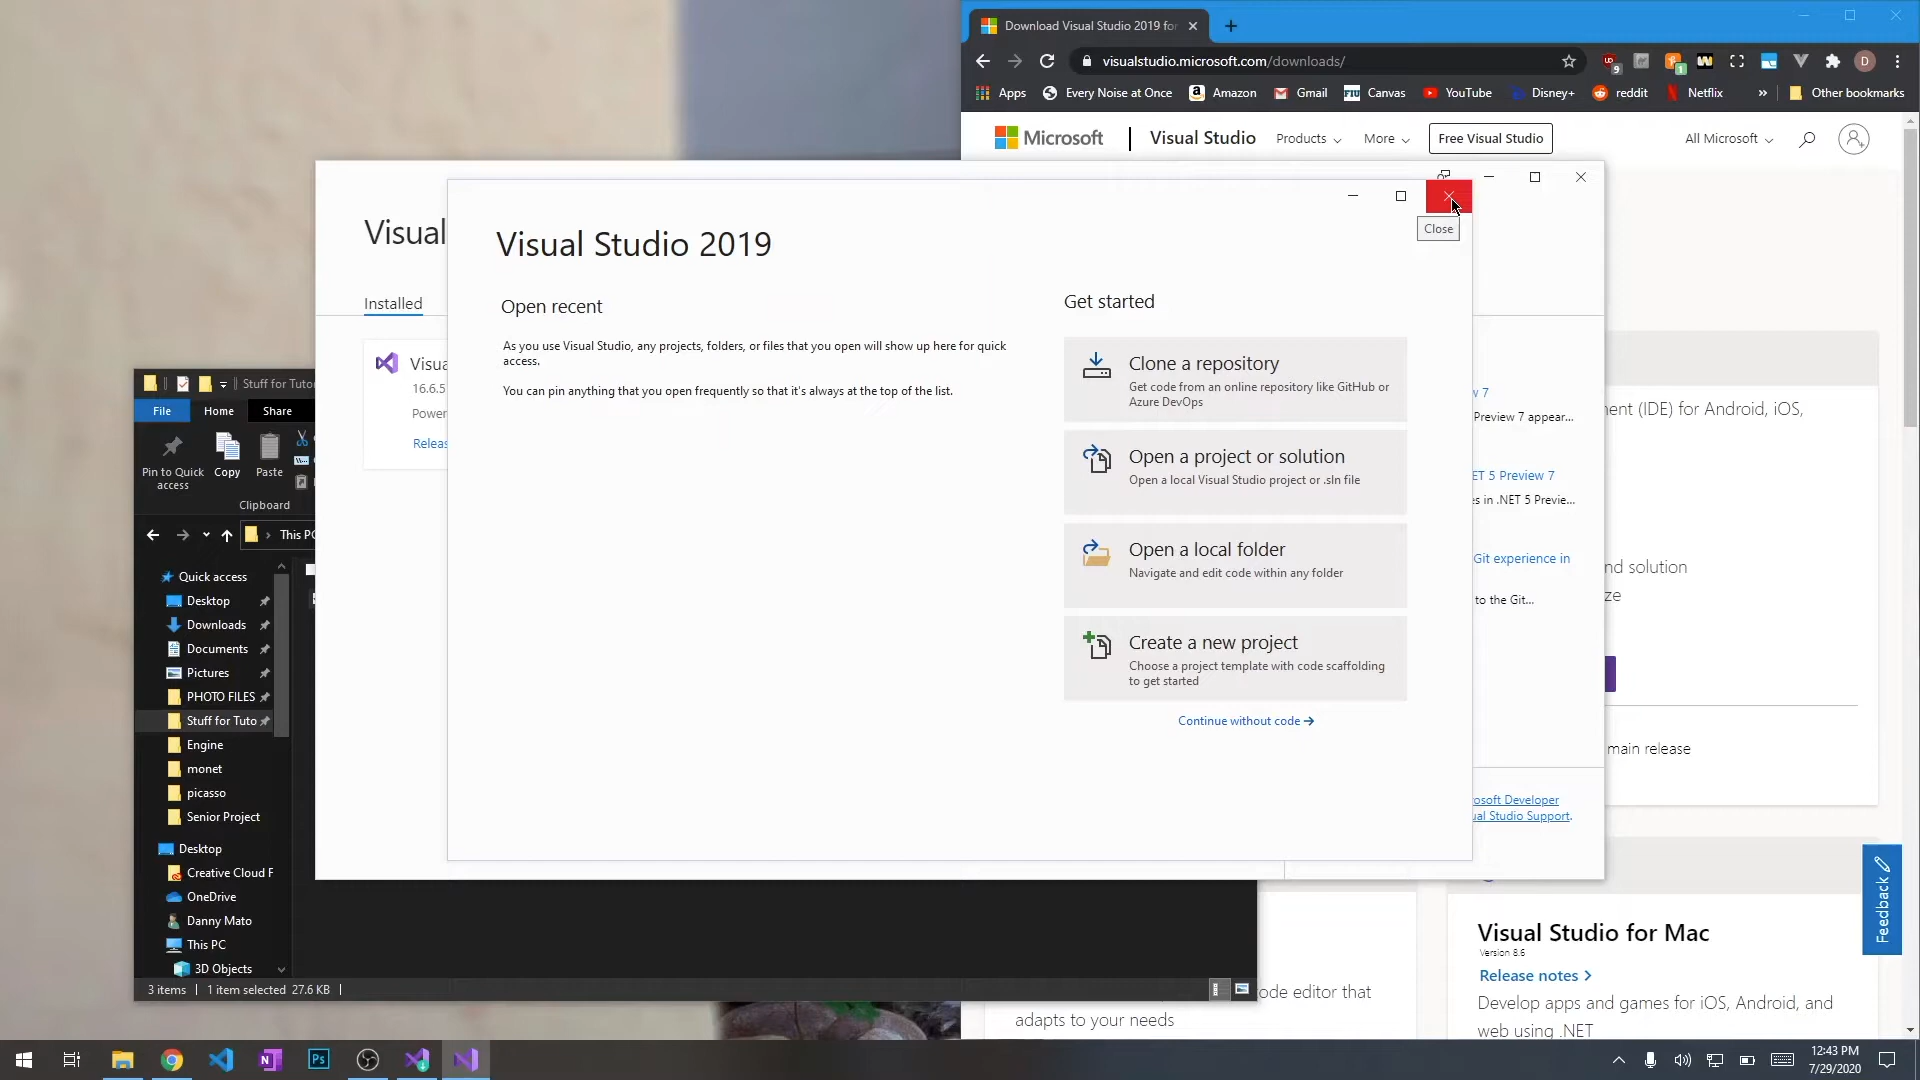 Download Visual Studio 2019 for
visualstudio.microsoft.com/downloads/
9
1
D
Apps
Every Noise at Once
Amazon
Gmail
FIU
Canvas
YouTube
Disney+
reddit
Netflix
»
Other bookmarks
Microsoft
Visual Studio
Products
More
Free Visual Studio
All Microsoft
Visual
Installed
Visua
16.6.5
Power
Releas
Close
Visual Studio 2019
Open recent
As you use Visual Studio, any projects, folders, or files that you open will show up here for quick
access.
You can pin anything that you open frequently so that it's always at the top of the list.
Get started
Clone a repository
Get code from an online repository like GitHub or
Azure DevOps
Open a project or solution
Open a local Visual Studio project or .sln file
Open a local folder
Navigate and edit code within any folder
Create a new project
Choose a project template with code scaffolding
to get started
Continue without code →
7
Preview 7 appear...
ET 5 Preview 7
es in .NET 5 Previe...
Git experience in
to the Git...
osoft Developer
ual Studio Support.
ment (IDE) for Android, iOS,
nd solution
ze
main release
Stuff for Tuto
File
Home
Share
Pin to Quick
access
Copy
Paste
Clipboard
This PC
Quick access
Desktop
Downloads
Documents
Pictures
PHOTO FILES
Stuff for Tuto
Engine
monet
picasso
Senior Project
Desktop
Creative Cloud F
OneDrive
Danny Mato
This PC
3D Objects
3 items
1 item selected 27.6 KB
ode editor that
adapts to your needs
Visual Studio for Mac
Version 8.6
Release notes >
Develop apps and games for iOS, Android, and
web using .NET
Feedback
Ps
12:43 PM
7/29/2020